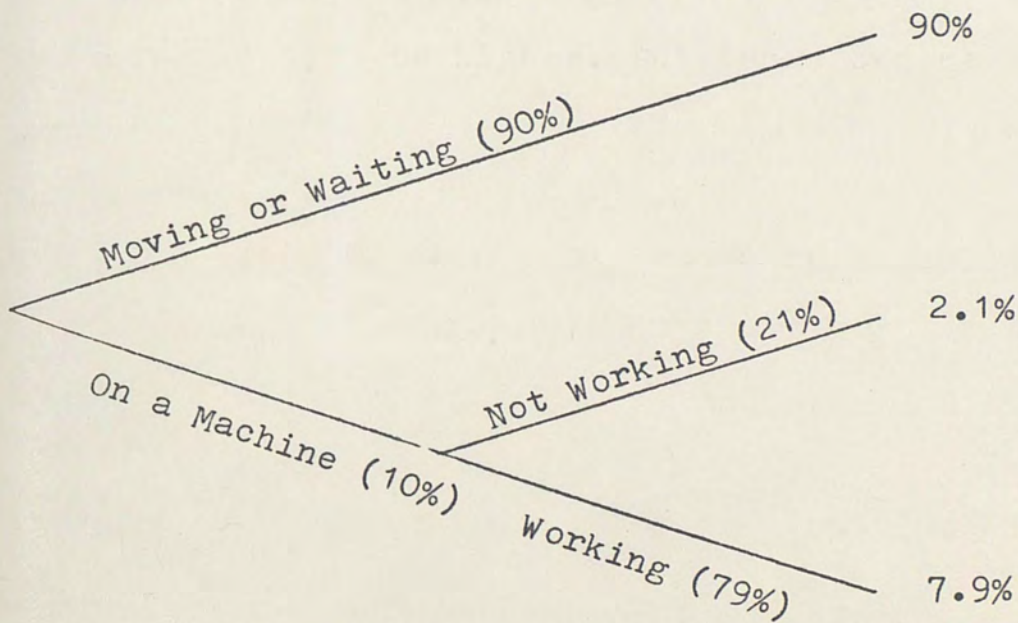 90%
Moving or Waiting (90%)
2.1%
Not Working (21%)
On a Machine (10%)
Working (79%)
7.9%